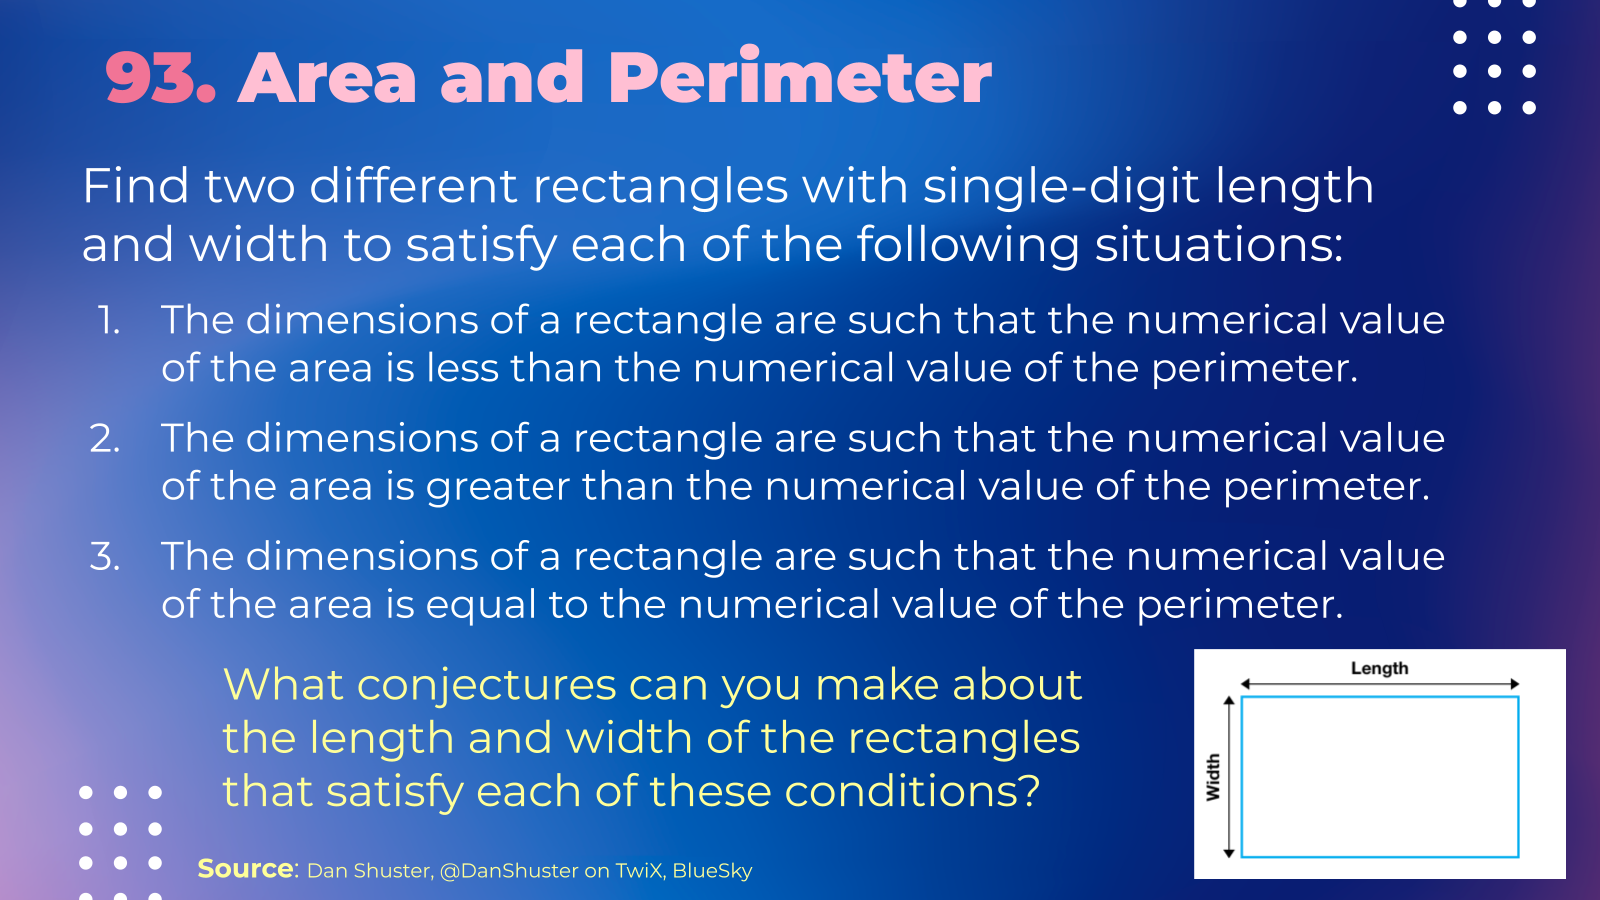 93. Area and Perimeter
Find two different rectangles with single-digit length
and width to satisfy each of the following situations:
1. The dimensions of a rectangle are such that the numerical value
of the area is less than the numerical value of the perimeter.
2. The dimensions of a rectangle are such that the numerical value
of the area is greater than the numerical value of the perimeter.
3. The dimensions of a rectangle are such that the numerical value
of the area is equal to the numerical value of the perimeter.
What conjectures can you make about
the length and width of the rectangles
that satisfy each of these conditions?
Length
Width
Source: Dan Shuster, @DanShuster on TwiX, BlueSky